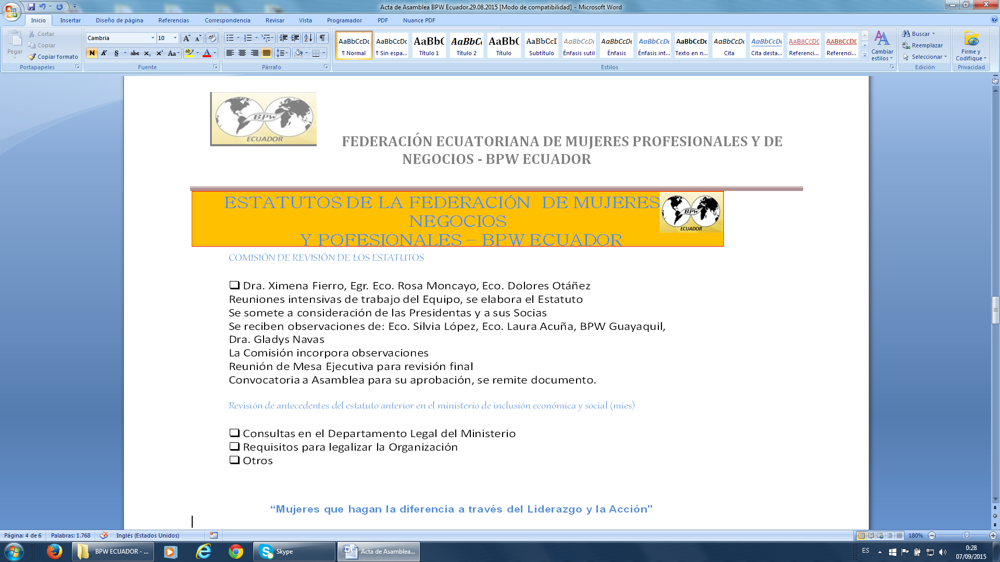 Acta de Asamblea BPW Ecuador.29.08.2015 [Modo de compatibilidad] - Microsoft Word
Inicio Insertar Diseño de página Referencias Correspondencia Revisar Vista Programador PDF Nuance PDF
Pegar
Cortar
Copiar
Copiar formato
Portapapeles
Cambria 10
N K S abc x₂ x² Aa
Fuente
Párrafo
AaBbCcDc AaBbCcDc AaBbC AaBbC AaBbC AaBbCcI AaBbCcDc AaBbCcDc AaBbCcDc AaBbCcDc AaBbCcDc AaBbCcDc AABBCCDC AABBCCDC
¶ Normal ¶ Sin espa... Título 1 Título 2 Título Subtítulo Énfasis sutil Énfasis Énfasis int... Texto en n... Cita Cita desta... Referenci... Referenci...
Estilos
Cambiar estilos
Buscar
Reemplazar
Seleccionar
Edición
Firme y Codifique
Privacidad
BPW
ECUADOR
FEDERACIÓN ECUATORIANA DE MUJERES PROFESIONALES Y DE
NEGOCIOS - BPW ECUADOR
ESTATUTOS DE LA FEDERACIÓN DE MUJERES
NEGOCIOS
Y POFESIONALES – BPW ECUADOR
BPW
ECUADOR
COMISIÓN DE REVISIÓN DE LOS ESTATUTOS
❑ Dra. Ximena Fierro, Egr. Eco. Rosa Moncayo, Eco. Dolores Otáñez
Reuniones intensivas de trabajo del Equipo, se elabora el Estatuto
Se somete a consideración de las Presidentas y a sus Socias
Se reciben observaciones de: Eco. Silvia López, Eco. Laura Acuña, BPW Guayaquil,
Dra. Gladys Navas
La Comisión incorpora observaciones
Reunión de Mesa Ejecutiva para revisión final
Convocatoria a Asamblea para su aprobación, se remite documento.
Revisión de antecedentes del estatuto anterior en el ministerio de inclusión económica y social (mies)
❑ Consultas en el Departamento Legal del Ministerio
❑ Requisitos para legalizar la Organización
❑ Otros
“Mujeres que hagan la diferencia a través del Liderazgo y la Acción”
Página: 4 de 6 Palabras: 1.768 Inglés (Estados Unidos) 180%
BPW ECUADOR - ... Skype Acta de Asamblea... ES 0:28
07/09/2015